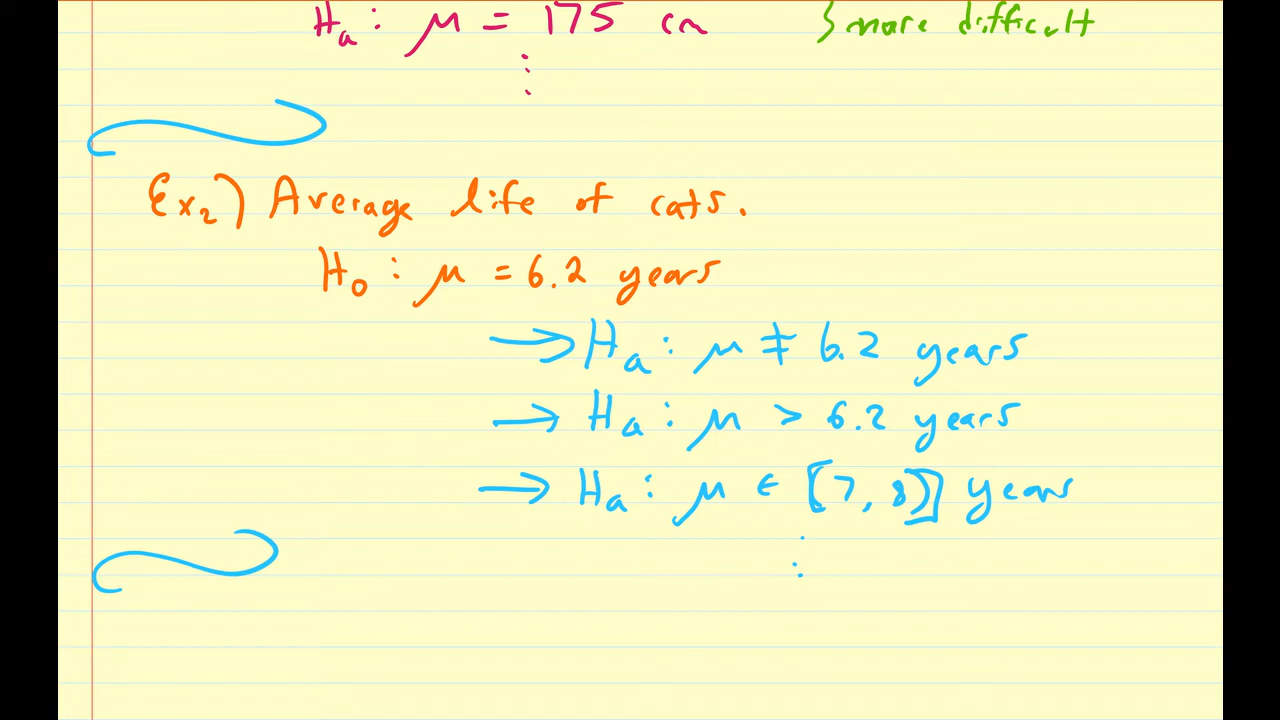 Ha : μ = 175 cm } more difficult
⋮
Ex2) Average life of cats.
H0 : μ = 6.2 years
→ Ha : μ ≠ 6.2 years
→ Ha : μ > 6.2 years
→ Ha : μ ∈ [7, 8] years
⋮